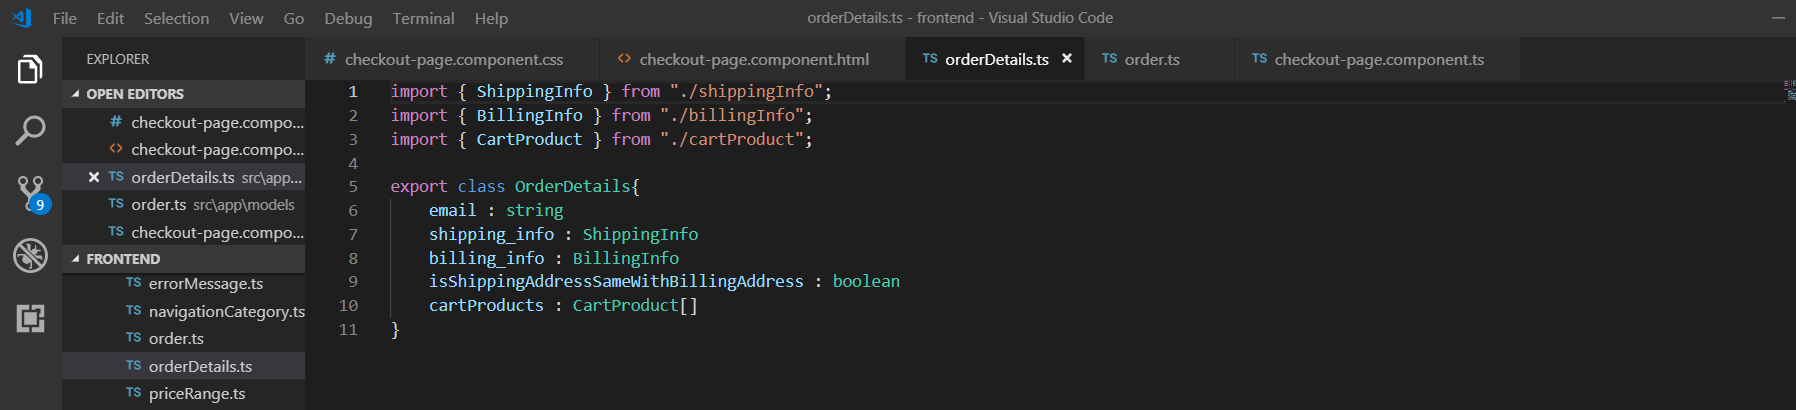 File Edit Selection View Go Debug Terminal Help orderDetails.ts - frontend - Visual Studio Code
EXPLORER
OPEN EDITORS
# checkout-page.compo...
<> checkout-page.compo...
TS orderDetails.ts src\app...
TS order.ts src\app\models
TS checkout-page.compo...
FRONTEND
TS errorMessage.ts
TS navigationCategory.ts
TS order.ts
TS orderDetails.ts
TS priceRange.ts
9
# checkout-page.component.css <> checkout-page.component.html TS orderDetails.ts × TS order.ts TS checkout-page.component.ts
1 import { ShippingInfo } from "./shippingInfo";
2 import { BillingInfo } from "./billingInfo";
3 import { CartProduct } from "./cartProduct";
4
5 export class OrderDetails{
6 email : string
7 shipping_info : ShippingInfo
8 billing_info : BillingInfo
9 isShippingAddressSameWithBillingAddress : boolean
10 cartProducts : CartProduct[]
11 }